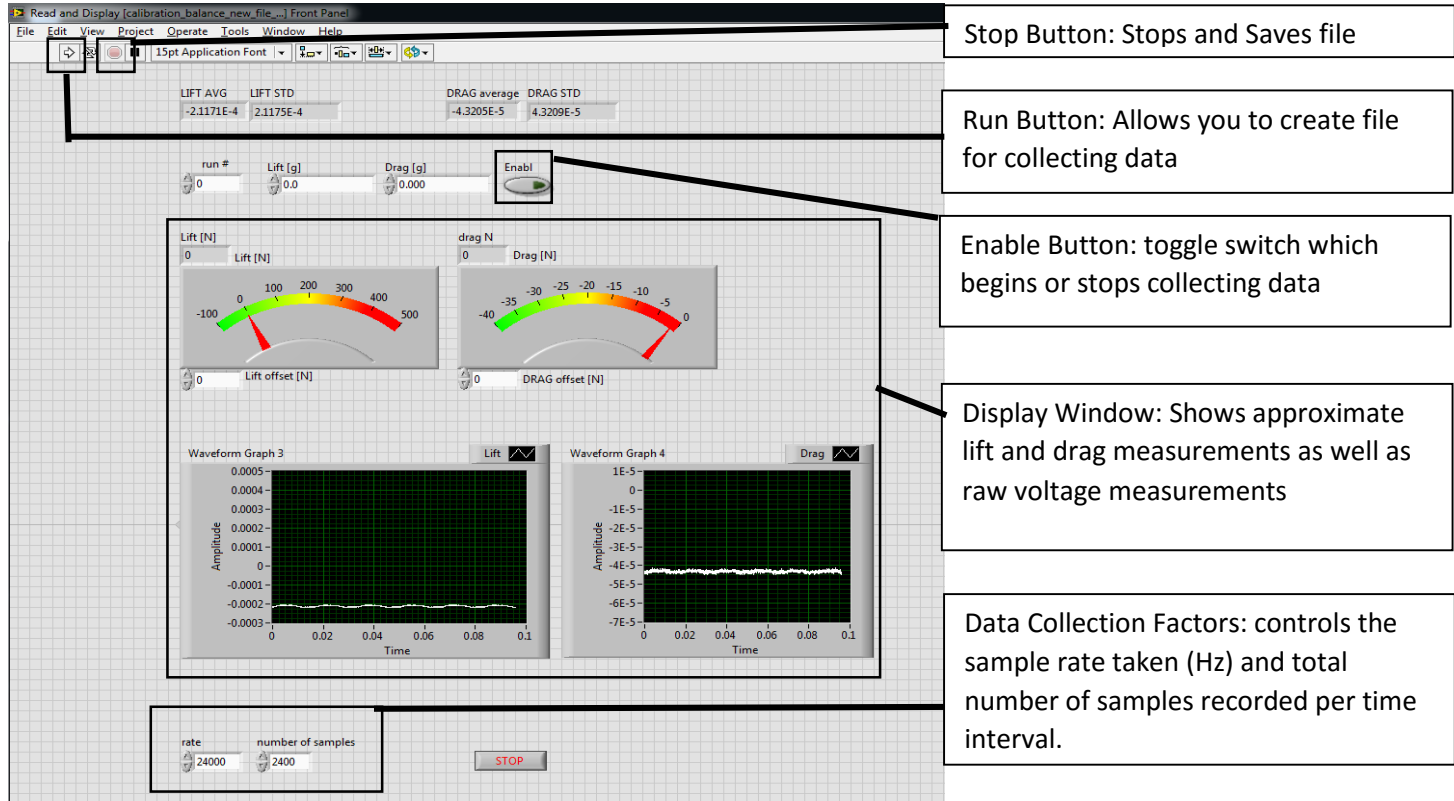 Read and Display [calibration_balance_new_file_...] Front Panel
File Edit View Project Operate Tools Window Help
15pt Application Font
Stop Button: Stops and Saves file
LIFT AVG LIFT STD DRAG average DRAG STD
-2.1171E-4 2.1175E-4 -4.3205E-5 4.3209E-5
Run Button: Allows you to create file
for collecting data
run # Lift [g] Drag [g] Enabl
0 0.0 0.000
Enable Button: toggle switch which
begins or stops collecting data
Lift [N]
0 Lift [N]
-100 0 100 200 300 400 500
0 Lift offset [N]
drag N
0 Drag [N]
-40 -35 -30 -25 -20 -15 -10 -5 0
0 DRAG offset [N]
Display Window: Shows approximate
lift and drag measurements as well as
raw voltage measurements
Waveform Graph 3 Lift
0.0005
0.0004
0.0003
0.0002
0.0001
0
-0.0001
-0.0002
-0.0003
Amplitude
0 0.02 0.04 0.06 0.08 0.1
Time
Waveform Graph 4 Drag
1E-5
0
-1E-5
-2E-5
-3E-5
-4E-5
-5E-5
-6E-5
-7E-5
Amplitude
0 0.02 0.04 0.06 0.08 0.1
Time
Data Collection Factors: controls the
sample rate taken (Hz) and total
number of samples recorded per time
interval.
rate number of samples
24000 2400
STOP